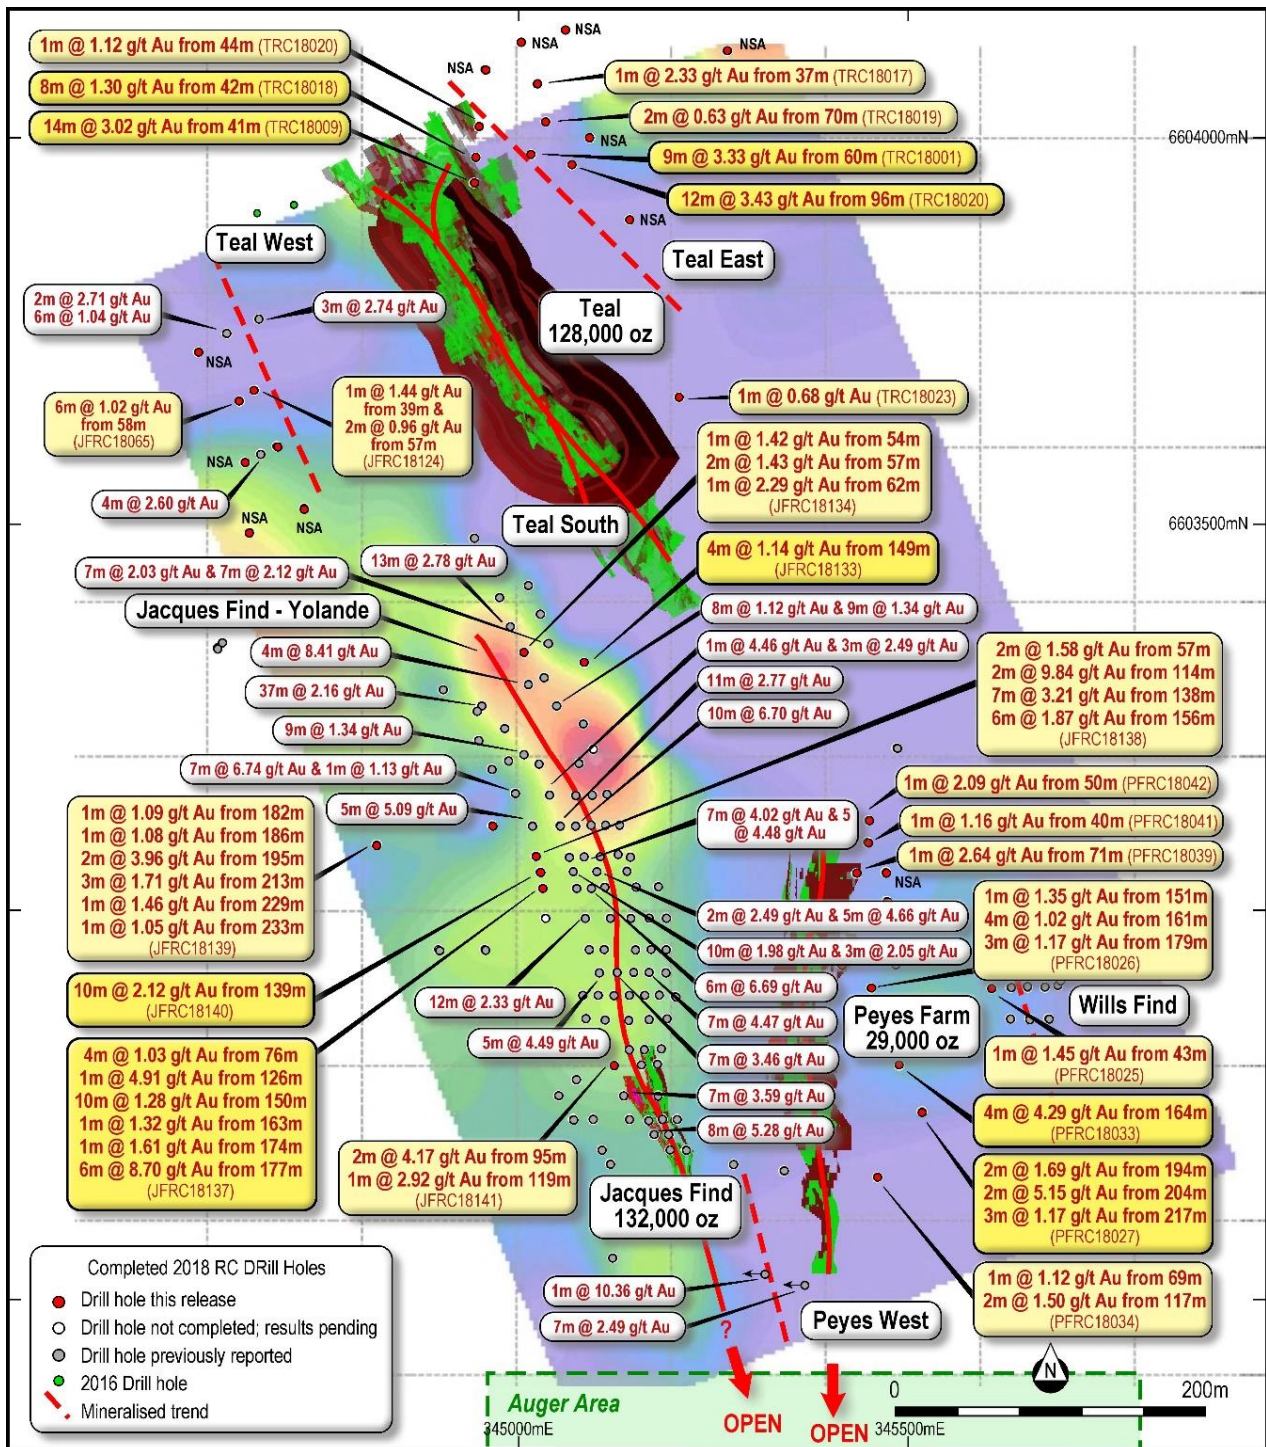 NSA
NSA
NSA
NSA
1m @ 1.12 g/t Au from 44m (TRC18020)
8m @ 1.30 g/t Au from 42m (TRC18018)
14m @ 3.02 g/t Au from 41m (TRC18009)
1m @ 2.33 g/t Au from 37m (TRC18017)
2m @ 0.63 g/t Au from 70m (TRC18019)
NSA
6604000mN
9m @ 3.33 g/t Au from 60m (TRC18001)
12m @ 3.43 g/t Au from 96m (TRC18020)
NSA
Teal West
Teal East
2m @ 2.71 g/t Au
6m @ 1.04 g/t Au
3m @ 2.74 g/t Au
Teal
128,000 oz
NSA
6m @ 1.02 g/t Au
from 58m
(JFRC18065)
1m @ 1.44 g/t Au
from 39m &
2m @ 0.96 g/t Au
from 57m
(JFRC18124)
1m @ 0.68 g/t Au (TRC18023)
1m @ 1.42 g/t Au from 54m
2m @ 1.43 g/t Au from 57m
1m @ 2.29 g/t Au from 62m
(JFRC18134)
NSA
4m @ 2.60 g/t Au
NSA
NSA
Teal South
6603500mN
4m @ 1.14 g/t Au from 149m
(JFRC18133)
13m @ 2.78 g/t Au
7m @ 2.03 g/t Au & 7m @ 2.12 g/t Au
Jacques Find - Yolande
8m @ 1.12 g/t Au & 9m @ 1.34 g/t Au
4m @ 8.41 g/t Au
1m @ 4.46 g/t Au & 3m @ 2.49 g/t Au
37m @ 2.16 g/t Au
11m @ 2.77 g/t Au
10m @ 6.70 g/t Au
2m @ 1.58 g/t Au from 57m
2m @ 9.84 g/t Au from 114m
7m @ 3.21 g/t Au from 138m
6m @ 1.87 g/t Au from 156m
(JFRC18138)
9m @ 1.34 g/t Au
7m @ 6.74 g/t Au & 1m @ 1.13 g/t Au
5m @ 5.09 g/t Au
1m @ 2.09 g/t Au from 50m (PFRC18042)
7m @ 4.02 g/t Au & 5
@ 4.48 g/t Au
1m @ 1.16 g/t Au from 40m (PFRC18041)
1m @ 2.64 g/t Au from 71m (PFRC18039)
NSA
1m @ 1.09 g/t Au from 182m
1m @ 1.08 g/t Au from 186m
2m @ 3.96 g/t Au from 195m
3m @ 1.71 g/t Au from 213m
1m @ 1.46 g/t Au from 229m
1m @ 1.05 g/t Au from 233m
(JFRC18139)
1m @ 1.35 g/t Au from 151m
4m @ 1.02 g/t Au from 161m
3m @ 1.17 g/t Au from 179m
(PFRC18026)
2m @ 2.49 g/t Au & 5m @ 4.66 g/t Au
10m @ 1.98 g/t Au & 3m @ 2.05 g/t Au
10m @ 2.12 g/t Au from 139m
(JFRC18140)
12m @ 2.33 g/t Au
6m @ 6.69 g/t Au
7m @ 4.47 g/t Au
Peyes Farm
29,000 oz
Wills Find
5m @ 4.49 g/t Au
7m @ 3.46 g/t Au
1m @ 1.45 g/t Au from 43m
(PFRC18025)
4m @ 1.03 g/t Au from 76m
1m @ 4.91 g/t Au from 126m
10m @ 1.28 g/t Au from 150m
1m @ 1.32 g/t Au from 163m
1m @ 1.61 g/t Au from 174m
6m @ 8.70 g/t Au from 177m
(JFRC18137)
7m @ 3.59 g/t Au
8m @ 5.28 g/t Au
4m @ 4.29 g/t Au from 164m
(PFRC18033)
2m @ 4.17 g/t Au from 95m
1m @ 2.92 g/t Au from 119m
(JFRC18141)
2m @ 1.69 g/t Au from 194m
2m @ 5.15 g/t Au from 204m
3m @ 1.17 g/t Au from 217m
(PFRC18027)
Jacques Find
132,000 oz
1m @ 1.12 g/t Au from 69m
2m @ 1.50 g/t Au from 117m
(PFRC18034)
1m @ 10.36 g/t Au
7m @ 2.49 g/t Au
?
Peyes West
Completed 2018 RC DRill Holes
Drill hole this release
Drill hole not completed; results pending
Drill hole previously reported
2016 Drill hole
Mineralised trend
N
0
200m
Auger Area
OPEN
OPEN
345000mE
345500mE